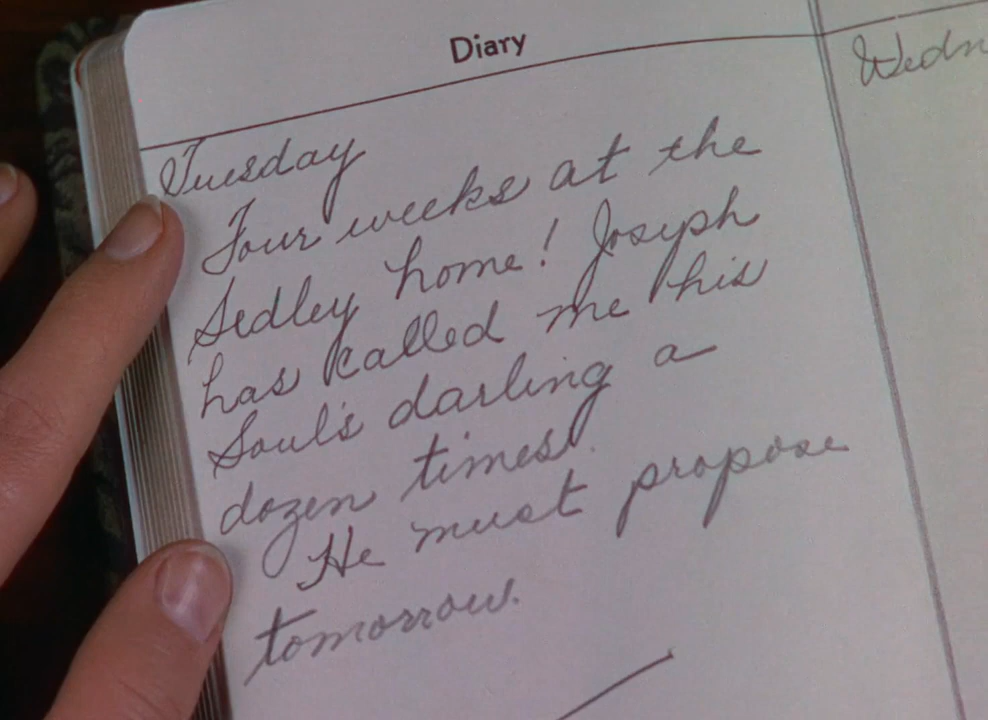 Diary
Tuesday
Four weeks at the
Sedley home! Joseph
has called me his
Soul's darling a
dozen times.
He must propose
tomorrow.
Wedn